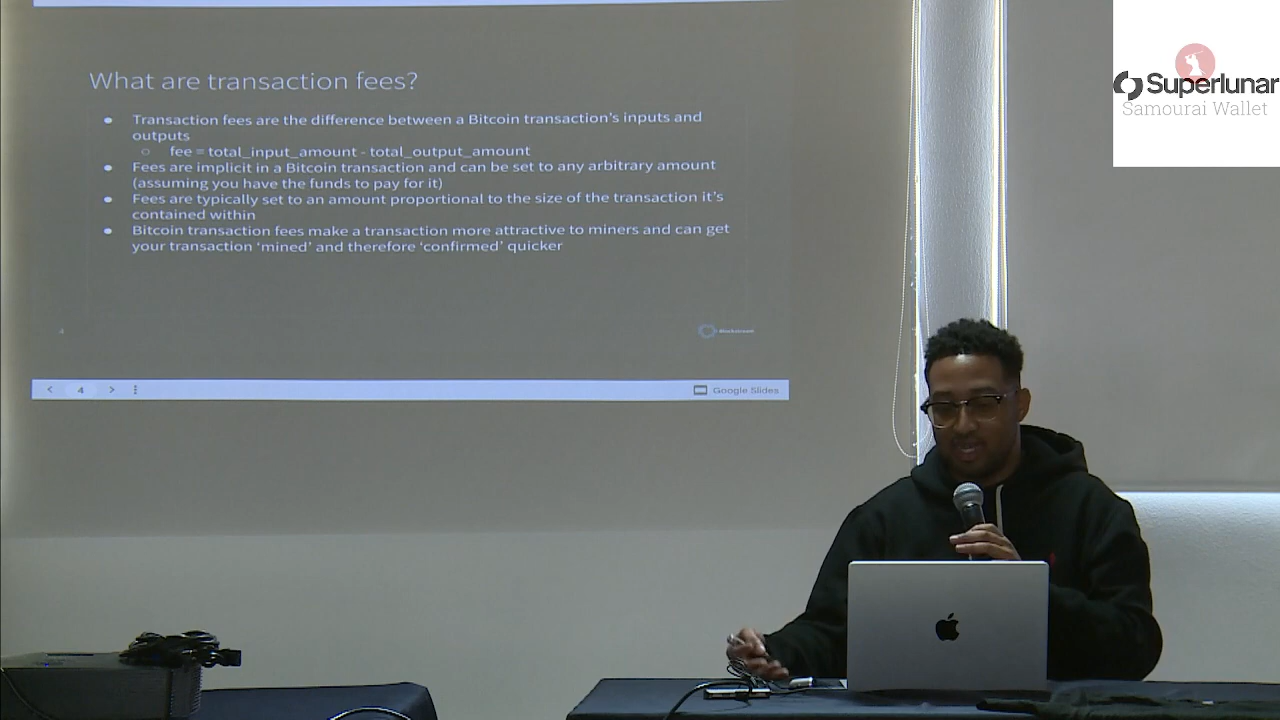 What are transaction fees?
Transaction fees are the difference between a Bitcoin transaction's inputs and
outputs
fee = total_input_amount - total_output_amount
Fees are implicit in a Bitcoin transaction and can be set to any arbitrary amount
(assuming you have the funds to pay for it)
Fees are typically set to an amount proportional to the size of the transaction it's
contained within
Bitcoin transaction fees make a transaction more attractive to miners and can get
your transaction 'mined' and therefore 'confirmed' quicker
4
Blockstream
4
Google Slides
Superlunar
Samourai Wallet